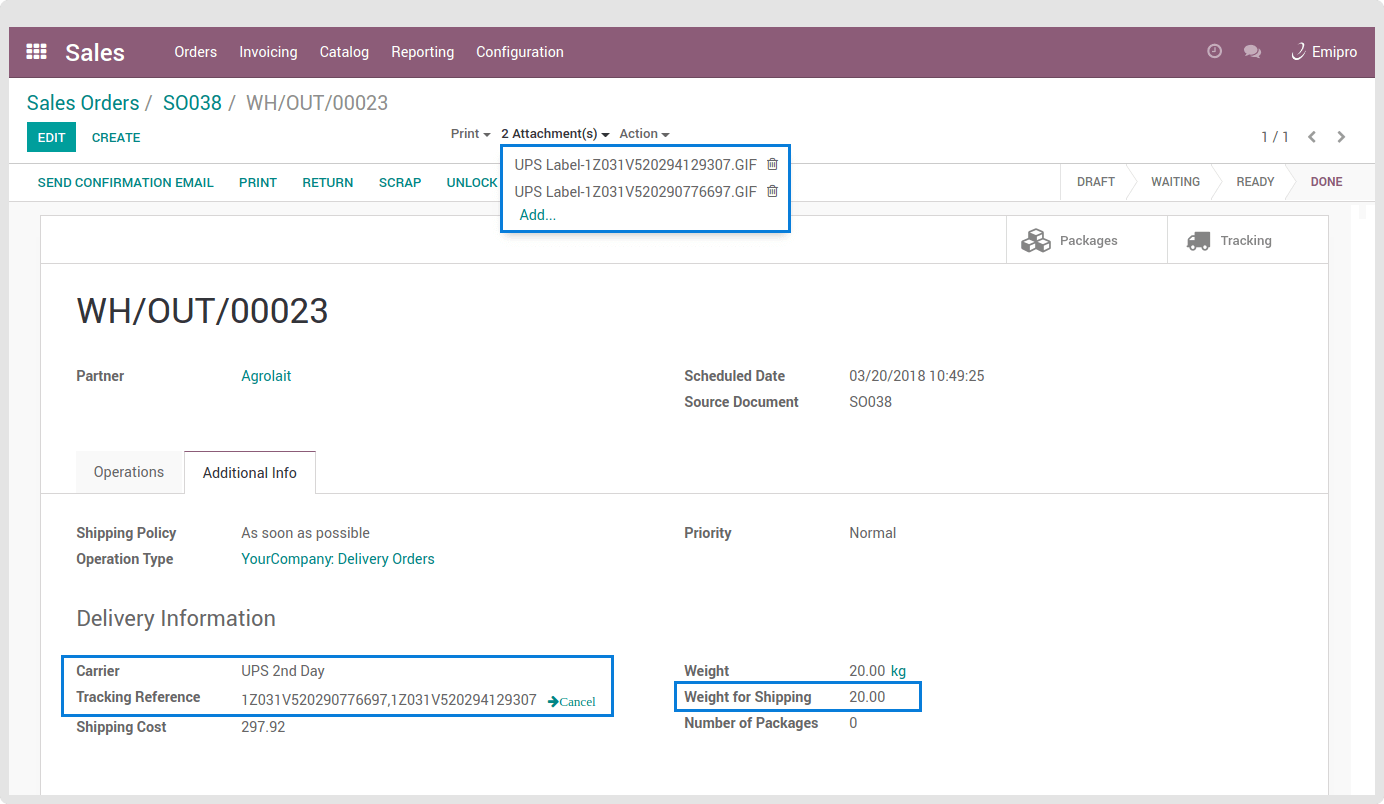 Sales Orders Invoicing Catalog Reporting Configuration Emipro
Sales Orders / SO038 / WH/OUT/00023
EDIT CREATE Print 2 Attachment(s) Action 1 / 1
UPS Label-1Z031V520294129307.GIF
SEND CONFIRMATION EMAIL PRINT RETURN SCRAP UNLOCK DRAFT WAITING READY DONE
UPS Label-1Z031V520290776697.GIF
Add...
Packages Tracking
WH/OUT/00023
Partner Agrolait Scheduled Date 03/20/2018 10:49:25
Source Document SO038
Operations Additional Info
Shipping Policy As soon as possible Priority Normal
Operation Type YourCompany: Delivery Orders
Delivery Information
Carrier UPS 2nd Day Weight 20.00 kg
Tracking Reference 1Z031V520290776697,1Z031V520294129307 Cancel Weight for Shipping 20.00
Shipping Cost 297.92 Number of Packages 0